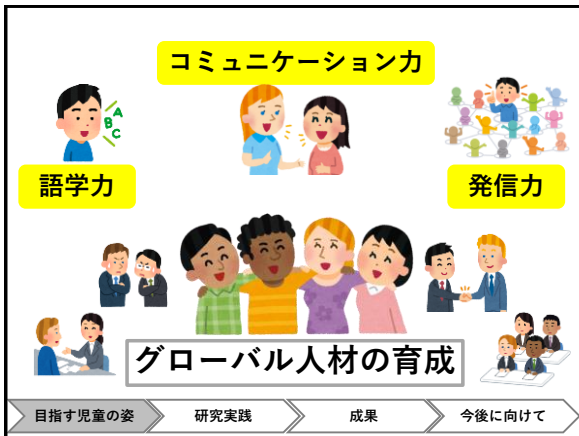 コミュニケーション力
A
B
C
語学力
発信力
グローバル人材の育成
目指す児童の姿
研究実践
成果
今後に向けて